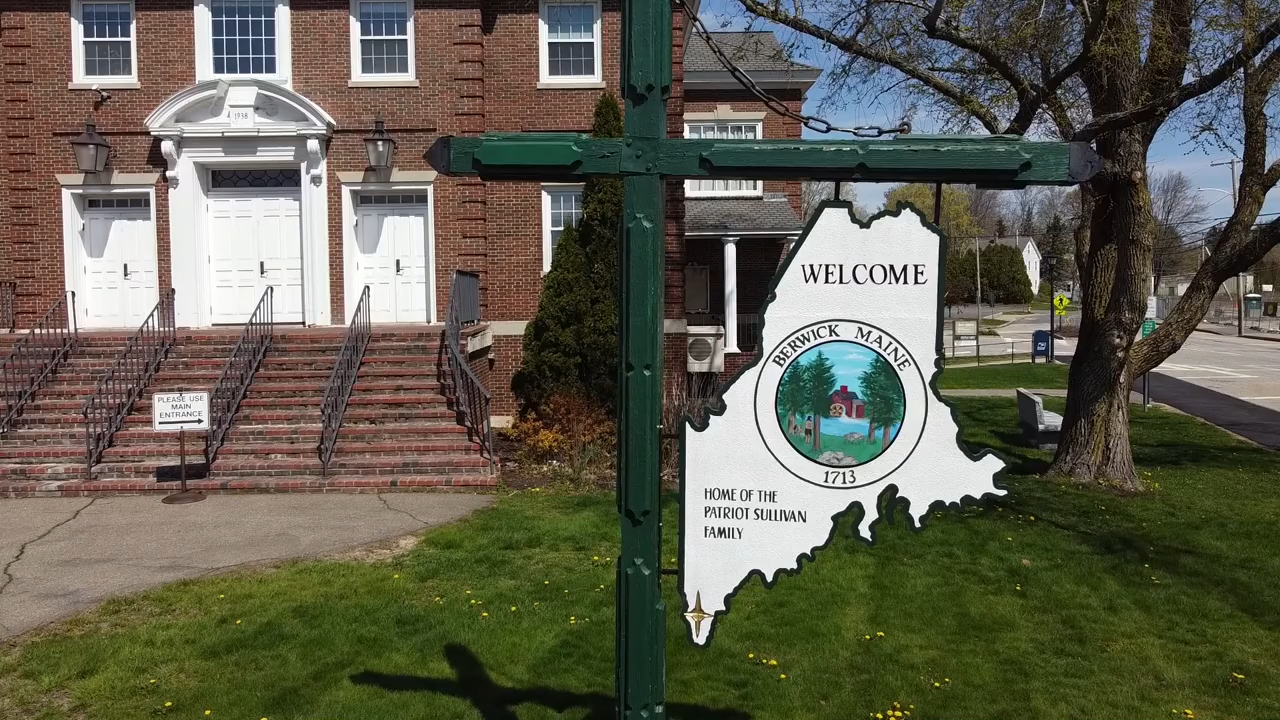 1938
PLEASE USE
MAIN
ENTRANCE
WELCOME
BERWICK MAINE
1713
HOME OF THE
PATRIOT SULLIVAN
FAMILY